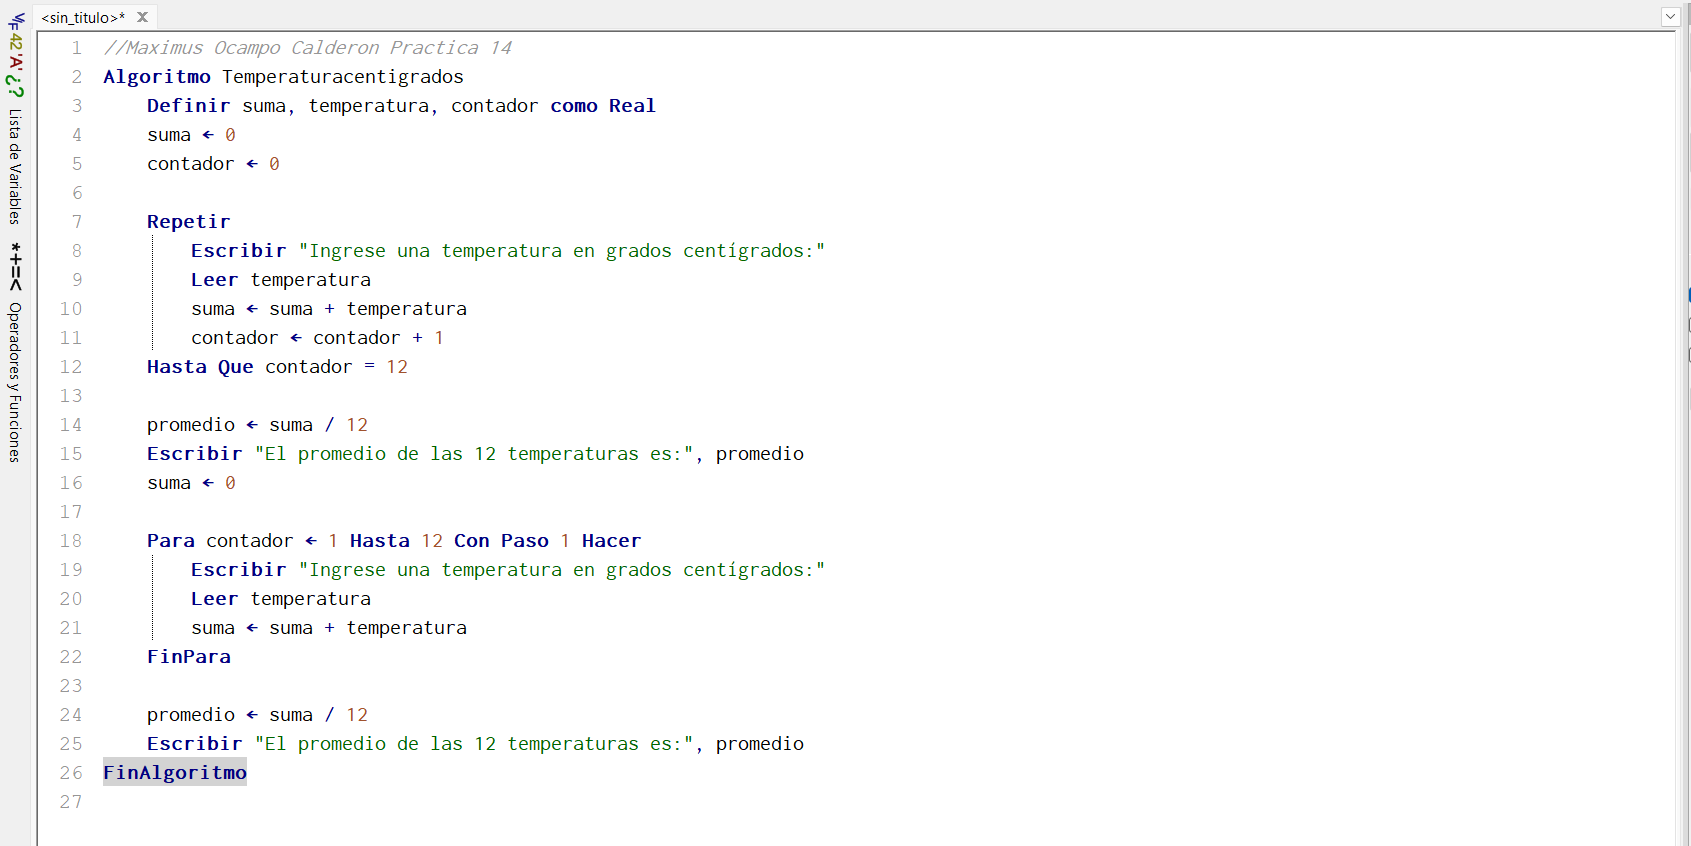 <sin_titulo>* X
1 //Maximus Ocampo Calderon Practica 14
2 Algoritmo Temperaturacentigrados
3 Definir suma, temperatura, contador como Real
4 suma ← 0
5 contador ← 0
6
7 Repetir
8 Escribir "Ingrese una temperatura en grados centígrados:"
9 Leer temperatura
10 suma ← suma + temperatura
11 contador ← contador + 1
12 Hasta Que contador = 12
13
14 promedio ← suma / 12
15 Escribir "El promedio de las 12 temperaturas es:", promedio
16 suma ← 0
17
18 Para contador ← 1 Hasta 12 Con Paso 1 Hacer
19 Escribir "Ingrese una temperatura en grados centígrados:"
20 Leer temperatura
21 suma ← suma + temperatura
22 FinPara
23
24 promedio ← suma / 12
25 Escribir "El promedio de las 12 temperaturas es:", promedio
26 FinAlgoritmo
27
V/F 42 'A' ¿? Lista de Variables
*+=< Operadores y Funciones